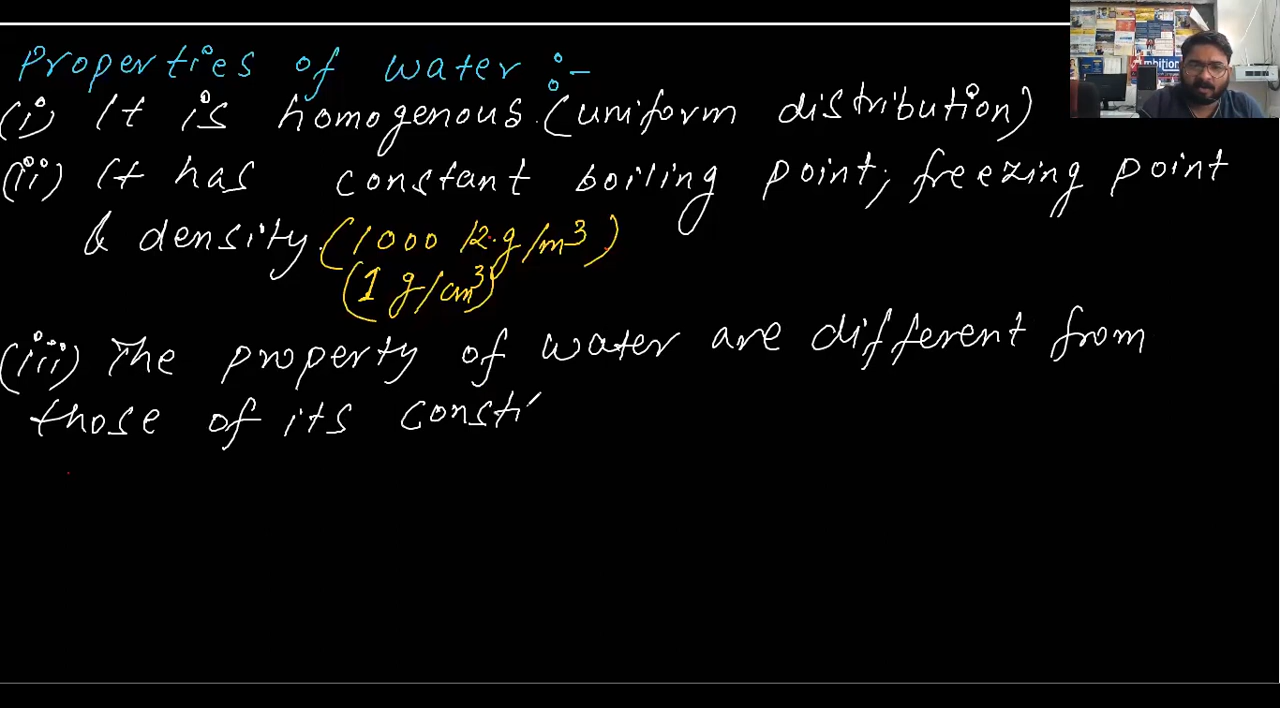 Properties of water :-
(i) It is homogenous. (uniform distribution)
(ii) It has constant boiling point, freezing point
& density. (1000 k.g/m³)
(1 g/cm³)
(iii) The property of water are different from
those of its consti
mbition